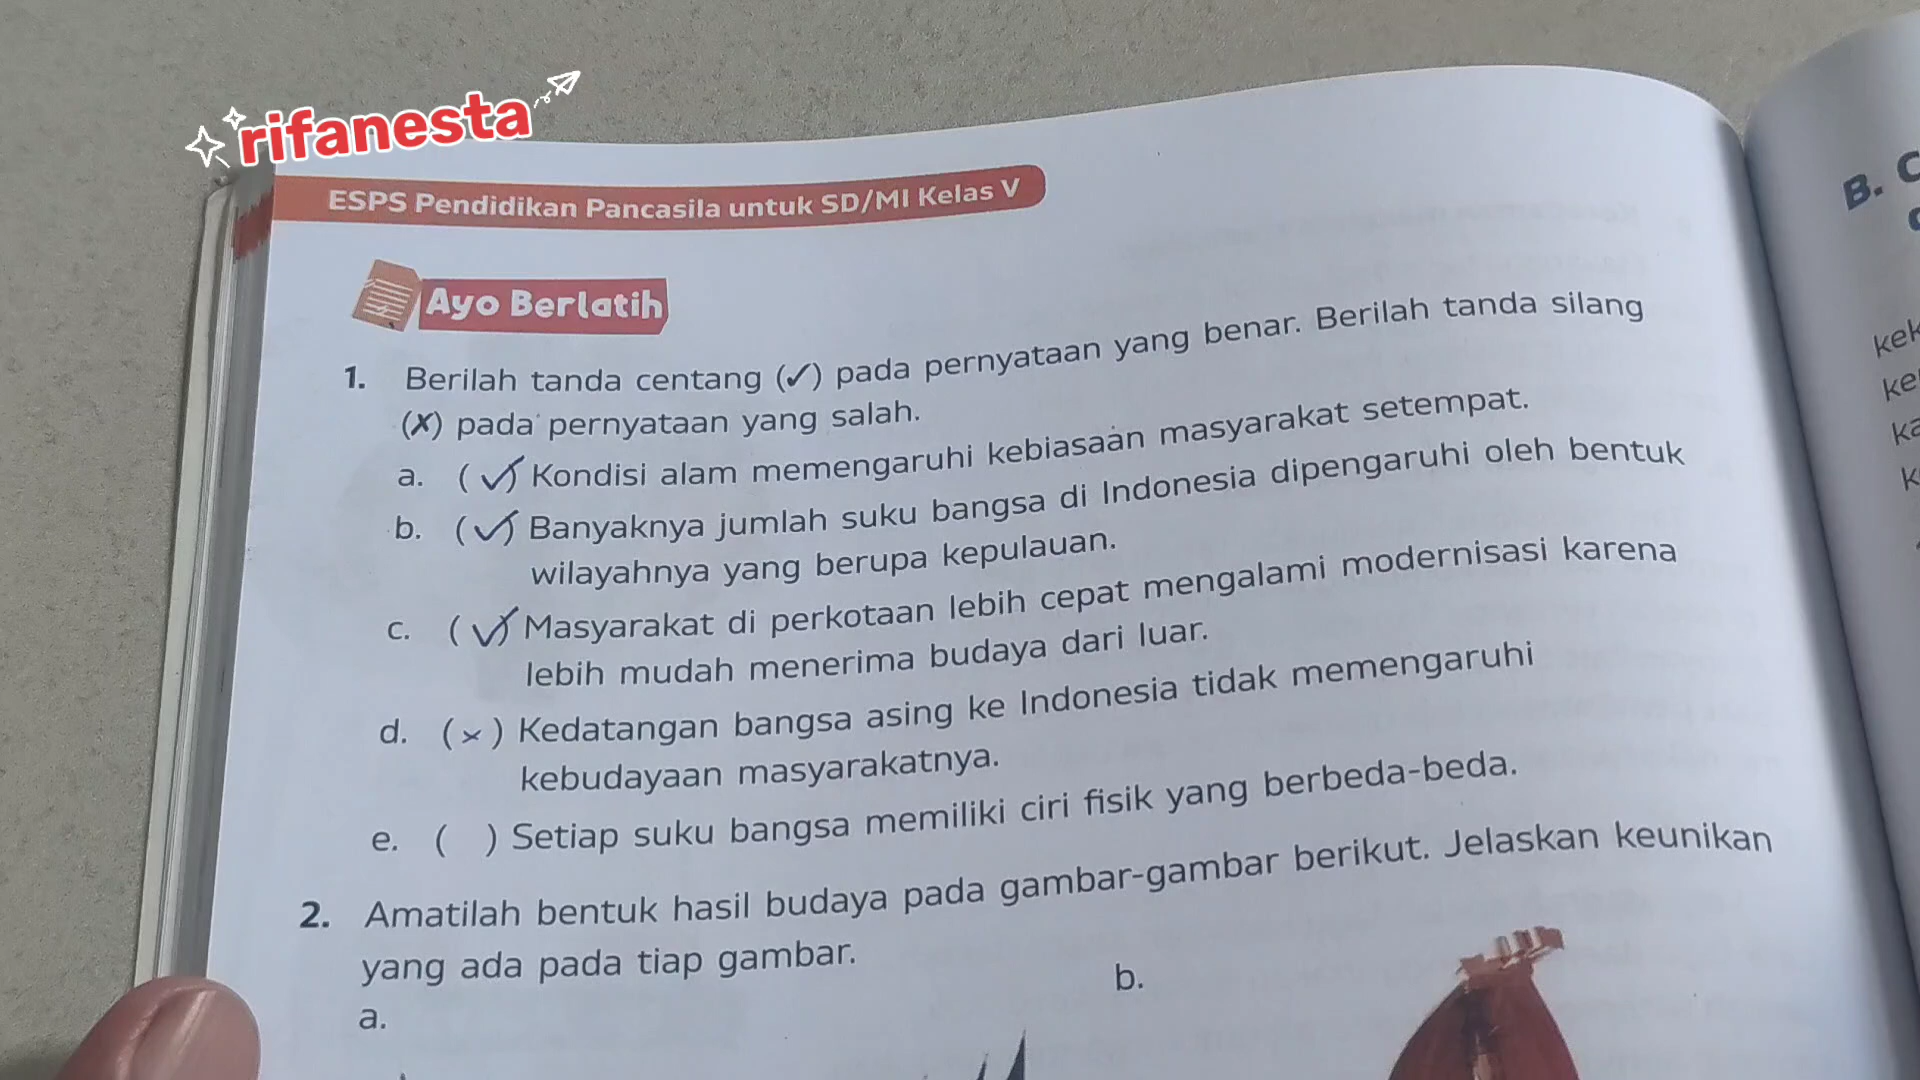 rifanesta
ESPS Pendidikan Pancasila untuk SD/MI Kelas V
Ayo Berlatih
1. Berilah tanda centang (✓) pada pernyataan yang benar. Berilah tanda silang
(✗) pada pernyataan yang salah.
a. (✓) Kondisi alam memengaruhi kebiasaan masyarakat setempat.
b. (✓) Banyaknya jumlah suku bangsa di Indonesia dipengaruhi oleh bentuk
wilayahnya yang berupa kepulauan.
c. (✓) Masyarakat di perkotaan lebih cepat mengalami modernisasi karena
lebih mudah menerima budaya dari luar.
d. (×) Kedatangan bangsa asing ke Indonesia tidak memengaruhi
kebudayaan masyarakatnya.
e. ( ) Setiap suku bangsa memiliki ciri fisik yang berbeda-beda.
2. Amatilah bentuk hasil budaya pada gambar-gambar berikut. Jelaskan keunikan
yang ada pada tiap gambar.
a.
b.
B.